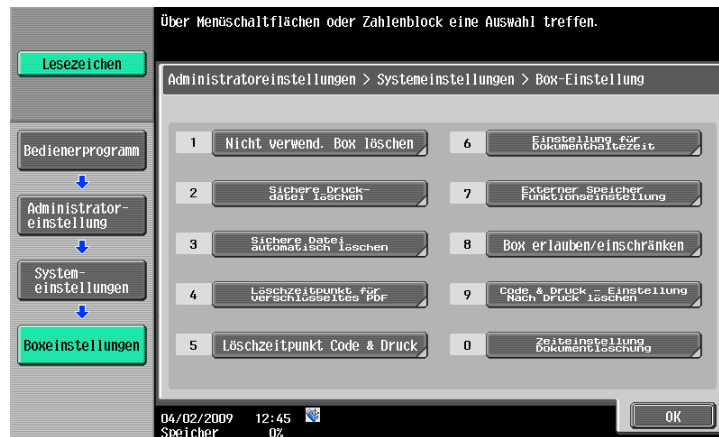 Über Menüschaltflächen oder Zahlenblock eine Auswahl treffen.
Lesezeichen
Administratoreinstellungen > Systemeinstellungen > Box-Einstellung
Bedienerprogramm
Administrator-
einstellung
System-
einstellungen
Boxeinstellungen
1 Nicht verwend. Box löschen
2 Sichere Druck-
datei löschen
3 Sichere Datei
automatisch löschen
4 Löschzeitpunkt für
verschlüsseltes PDF
5 Löschzeitpunkt Code & Druck
6 Einstellung für
Dokumenthaltezeit
7 Externer Speicher
Funktionseinstellung
8 Box erlauben/einschränken
9 Code & Druck - Einstellung
Nach Druck löschen
0 Zeiteinstellung
Dokumentlöschung
04/02/2009 12:45
Speicher 0%
OK